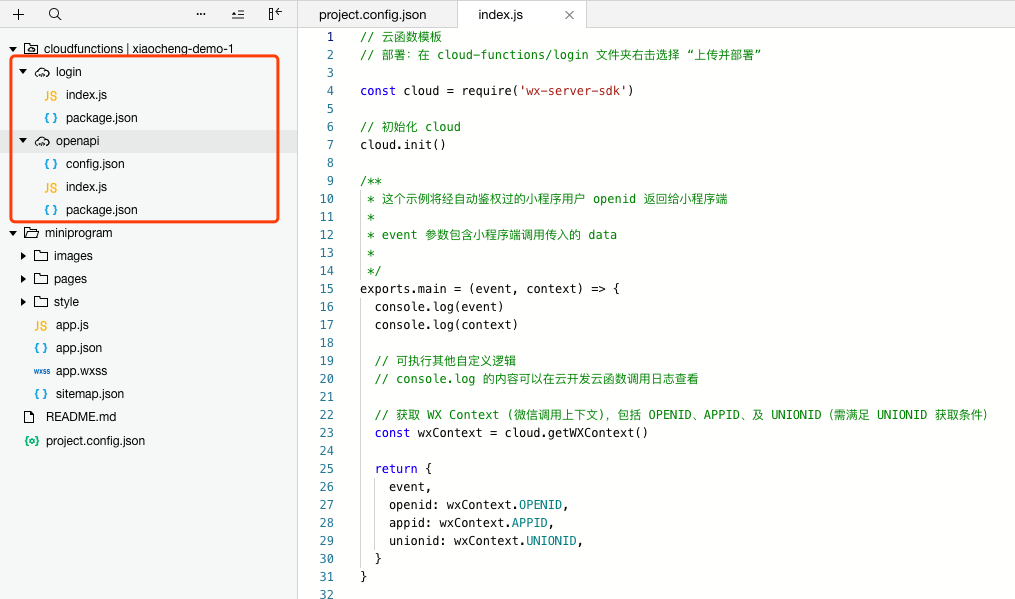 project.config.json
index.js
cloudfunctions | xiaocheng-demo-1
login
JS index.js
{ } package.json
openapi
{ } config.json
JS index.js
{ } package.json
miniprogram
images
pages
style
JS app.js
{ } app.json
wxss app.wxss
{ } sitemap.json
README.md
{o} project.config.json
1 // 云函数模板
2 // 部署：在 cloud-functions/login 文件夹右击选择 “上传并部署”
3
4 const cloud = require('wx-server-sdk')
5
6 // 初始化 cloud
7 cloud.init()
8
9 /**
10 * 这个示例将经自动鉴权过的小程序用户 openid 返回给小程序端
11 *
12 * event 参数包含小程序端调用传入的 data
13 *
14 */
15 exports.main = (event, context) => {
16 console.log(event)
17 console.log(context)
18
19 // 可执行其他自定义逻辑
20 // console.log 的内容可以在云开发云函数调用日志查看
21
22 // 获取 WX Context (微信调用上下文)，包括 OPENID、APPID、及 UNIONID（需满足 UNIONID 获取条件）
23 const wxContext = cloud.getWXContext()
24
25 return {
26 event,
27 openid: wxContext.OPENID,
28 appid: wxContext.APPID,
29 unionid: wxContext.UNIONID,
30 }
31 }
32